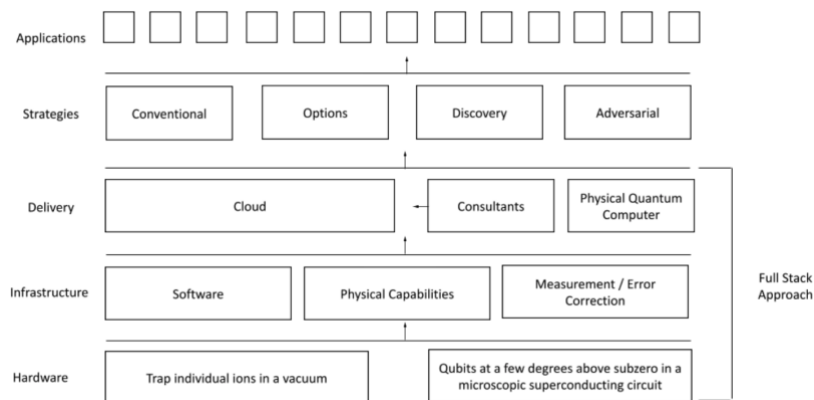 Applications
Strategies
Conventional
Options
Discovery
Adversarial
Delivery
Cloud
Consultants
Physical Quantum
Computer
Infrastructure
Software
Physical Capabilities
Measurement / Error
Correction
Full Stack
Approach
Hardware
Trap individual ions in a vacuum
Qubits at a few degrees above subzero in a
microscopic superconducting circuit